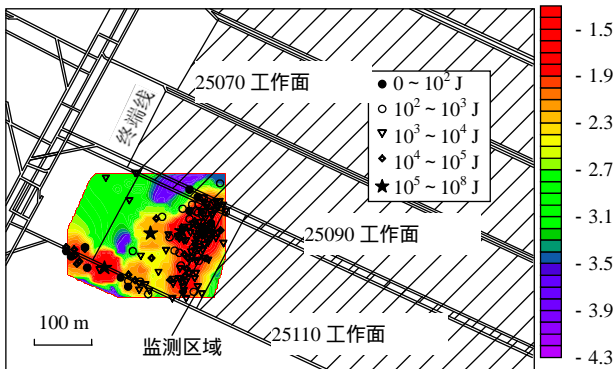 25070 工作面
0 ~ 10² J
10² ~ 10³ J
10³ ~ 10⁴ J
10⁴ ~ 10⁵ J
10⁵ ~ 10⁸ J
终端线
25090 工作面
25110 工作面
监测区域
100 m
- 1.5
- 1.9
- 2.3
- 2.7
- 3.1
- 3.5
- 3.9
- 4.3